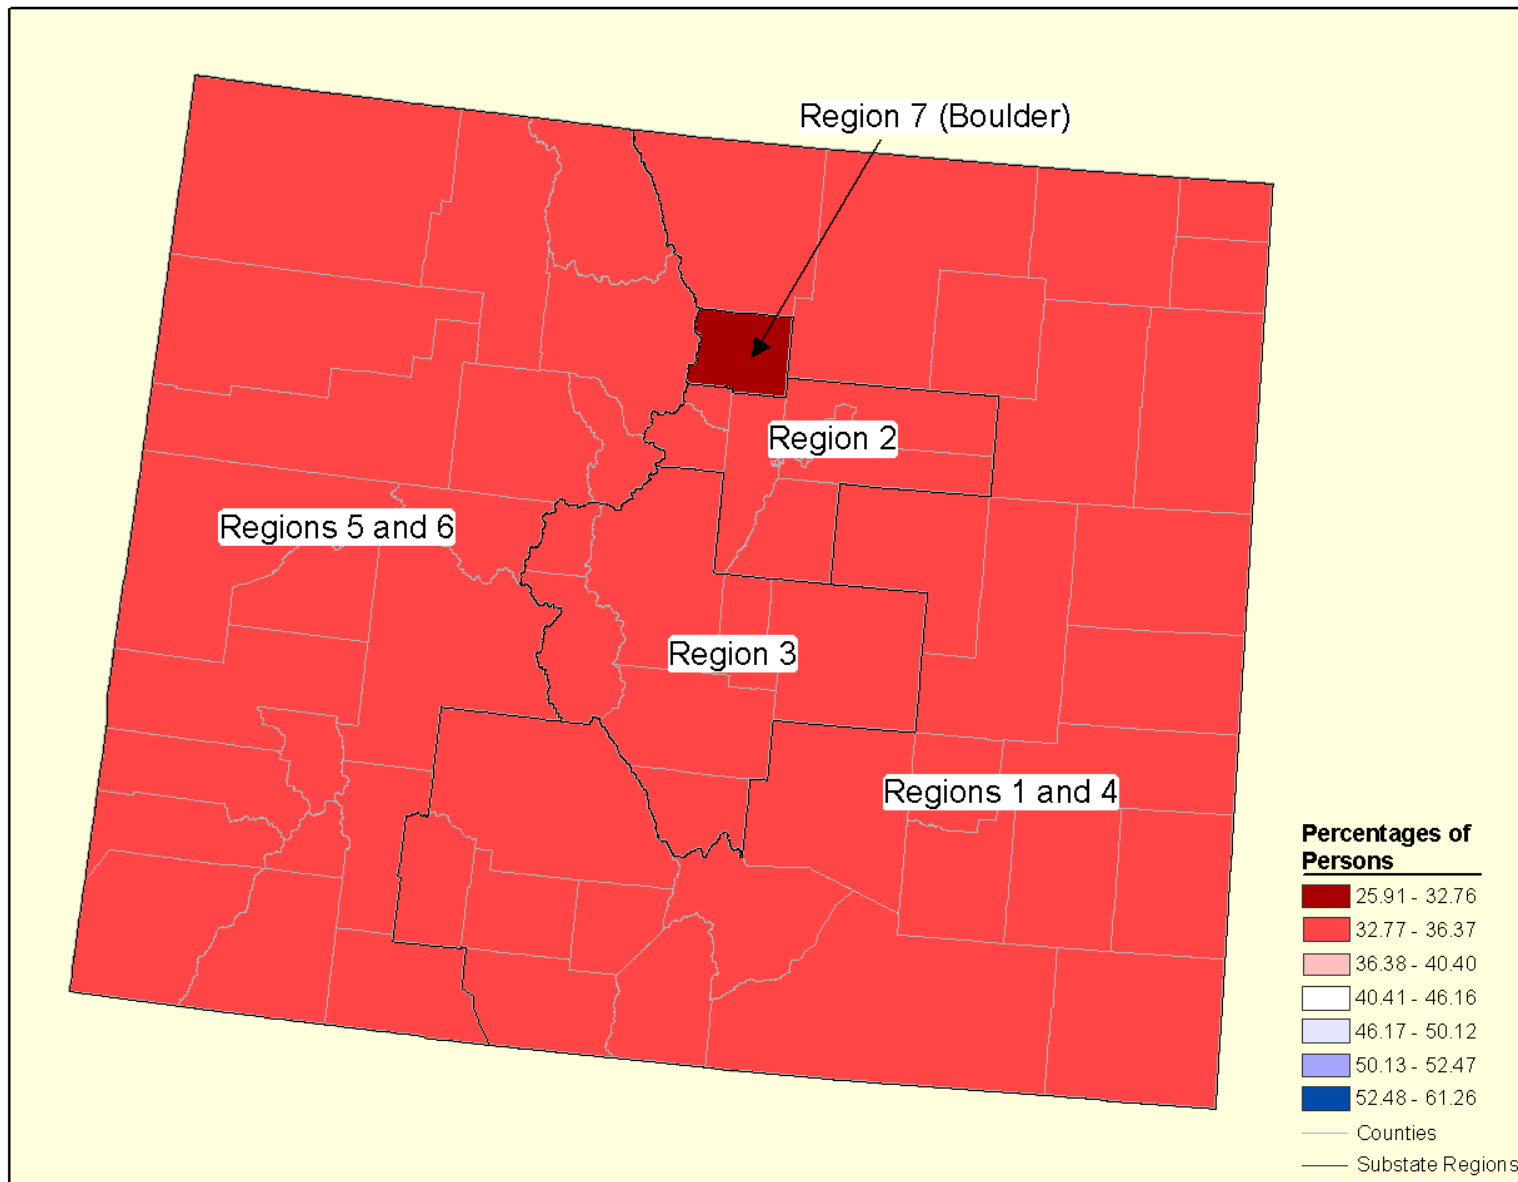 Region 7 (Boulder)
Region 2
Regions 5 and 6
Region 3
Regions 1 and 4
Percentages of
Persons
25.91 - 32.76
32.77 - 36.37
36.38 - 40.40
40.41 - 46.16
46.17 - 50.12
50.13 - 52.47
52.48 - 61.26
Counties
Substate Regions